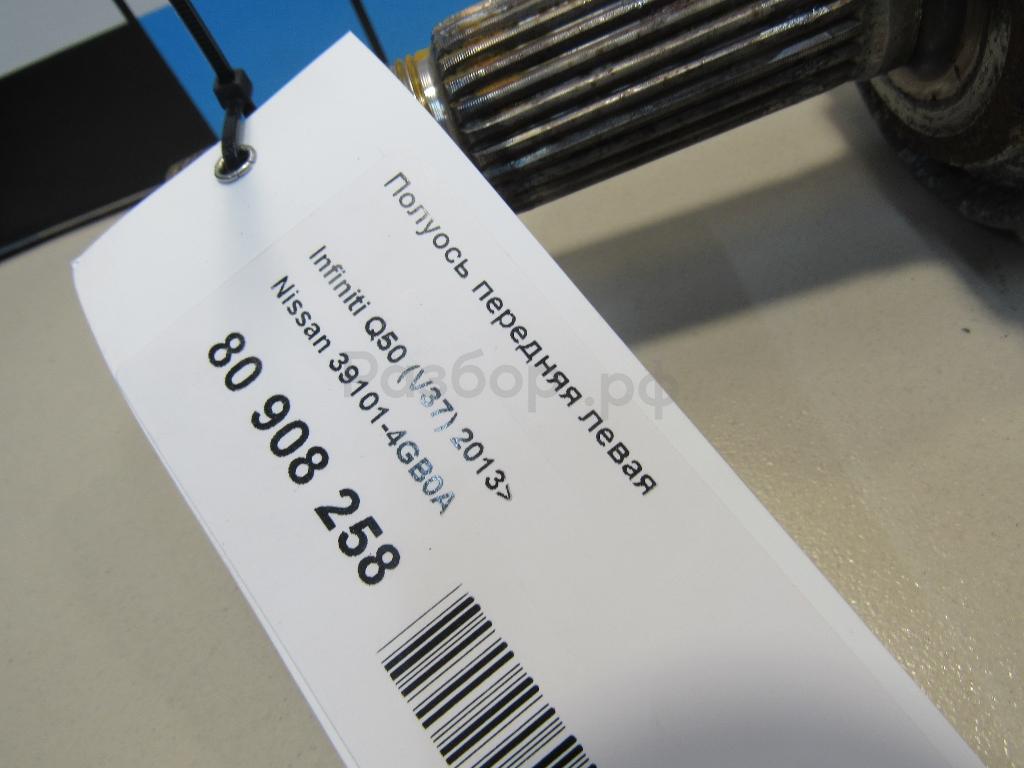 Полуось передняя левая
Infiniti Q50 (V37) 2013>
Nissan 39101-4GB0A
80 908 258
Разбор.рф